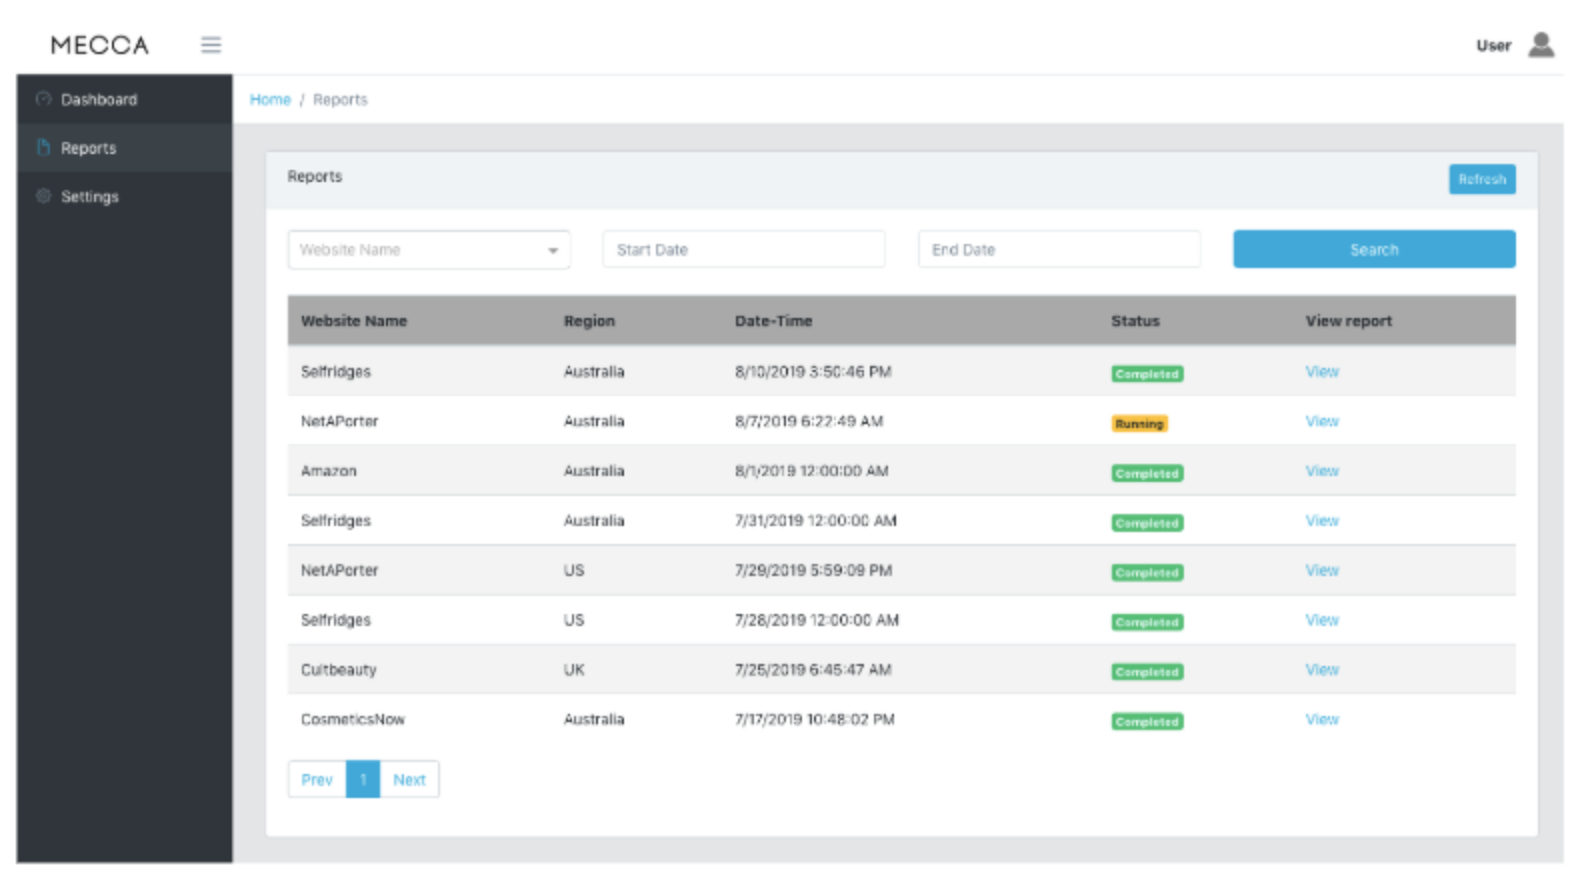 MECCA User
Dashboard
Reports
Settings
Home / Reports
Reports Refresh
Website Name Start Date End Date Search
Website Name Region Date-Time Status View report
Selfridges Australia 8/10/2019 3:50:46 PM Completed View
NetAPorter Australia 8/7/2019 6:22:49 AM Running View
Amazon Australia 8/1/2019 12:00:00 AM Completed View
Selfridges Australia 7/31/2019 12:00:00 AM Completed View
NetAPorter US 7/29/2019 5:59:09 PM Completed View
Selfridges US 7/28/2019 12:00:00 AM Completed View
Cultbeauty UK 7/25/2019 6:45:47 AM Completed View
CosmeticsNow Australia 7/17/2019 10:48:02 PM Completed View
Prev 1 Next